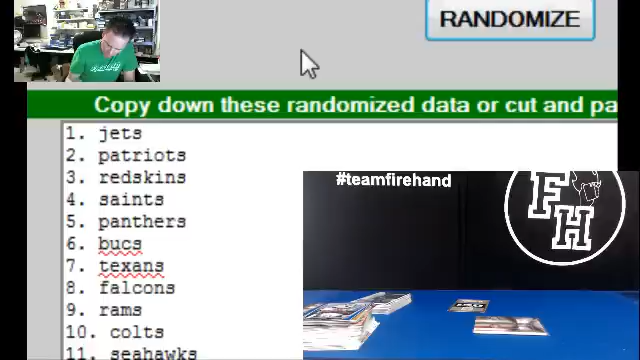 RANDOMIZE
Copy down these randomized data or cut and pa
1. jets
2. patriots
3. redskins
4. saints
5. panthers
6. bucs
7. texans
8. falcons
9. rams
10. colts
11. seahawks
#teamfirehand
FH